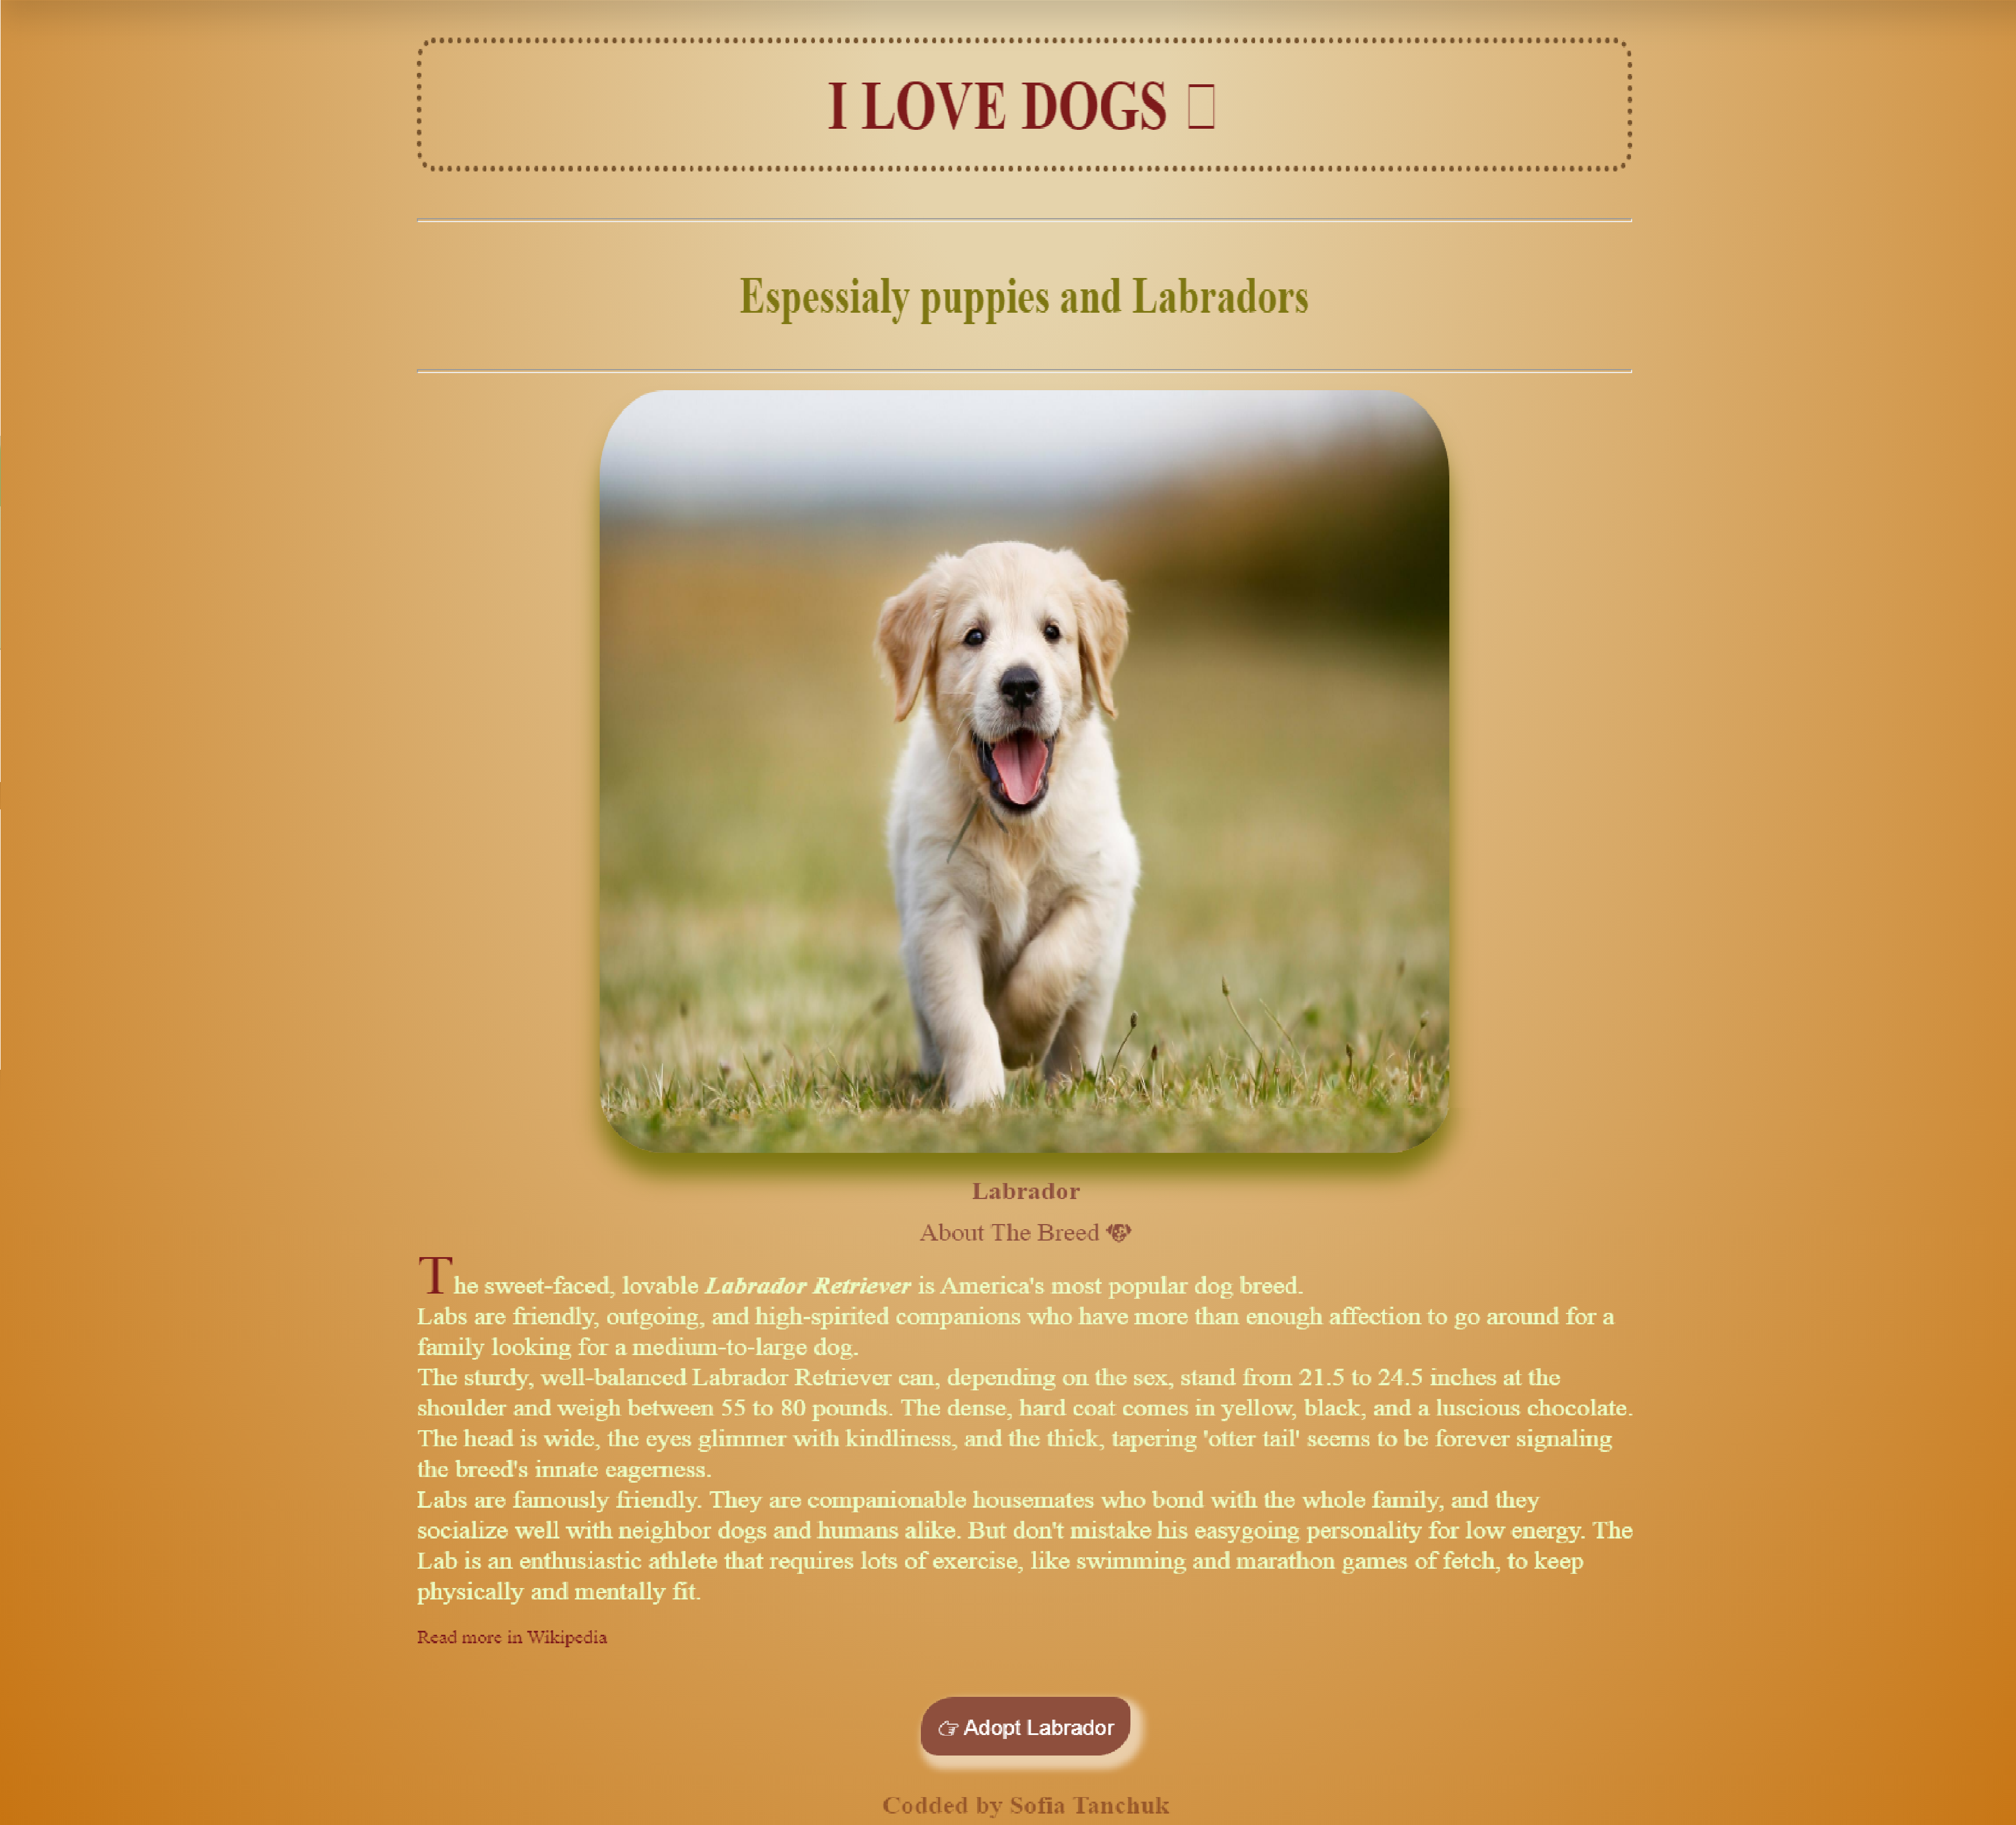 I LOVE DOGS
Espessialy puppies and Labradors
Labrador
About The Breed 🐶
The sweet-faced, lovable Labrador Retriever is America's most popular dog breed.
Labs are friendly, outgoing, and high-spirited companions who have more than enough affection to go around for a
family looking for a medium-to-large dog.
The sturdy, well-balanced Labrador Retriever can, depending on the sex, stand from 21.5 to 24.5 inches at the
shoulder and weigh between 55 to 80 pounds. The dense, hard coat comes in yellow, black, and a luscious chocolate.
The head is wide, the eyes glimmer with kindliness, and the thick, tapering 'otter tail' seems to be forever signaling
the breed's innate eagerness.
Labs are famously friendly. They are companionable housemates who bond with the whole family, and they
socialize well with neighbor dogs and humans alike. But don't mistake his easygoing personality for low energy. The
Lab is an enthusiastic athlete that requires lots of exercise, like swimming and marathon games of fetch, to keep
physically and mentally fit.
Read more in Wikipedia
👉 Adopt Labrador
Codded by Sofia Tanchuk